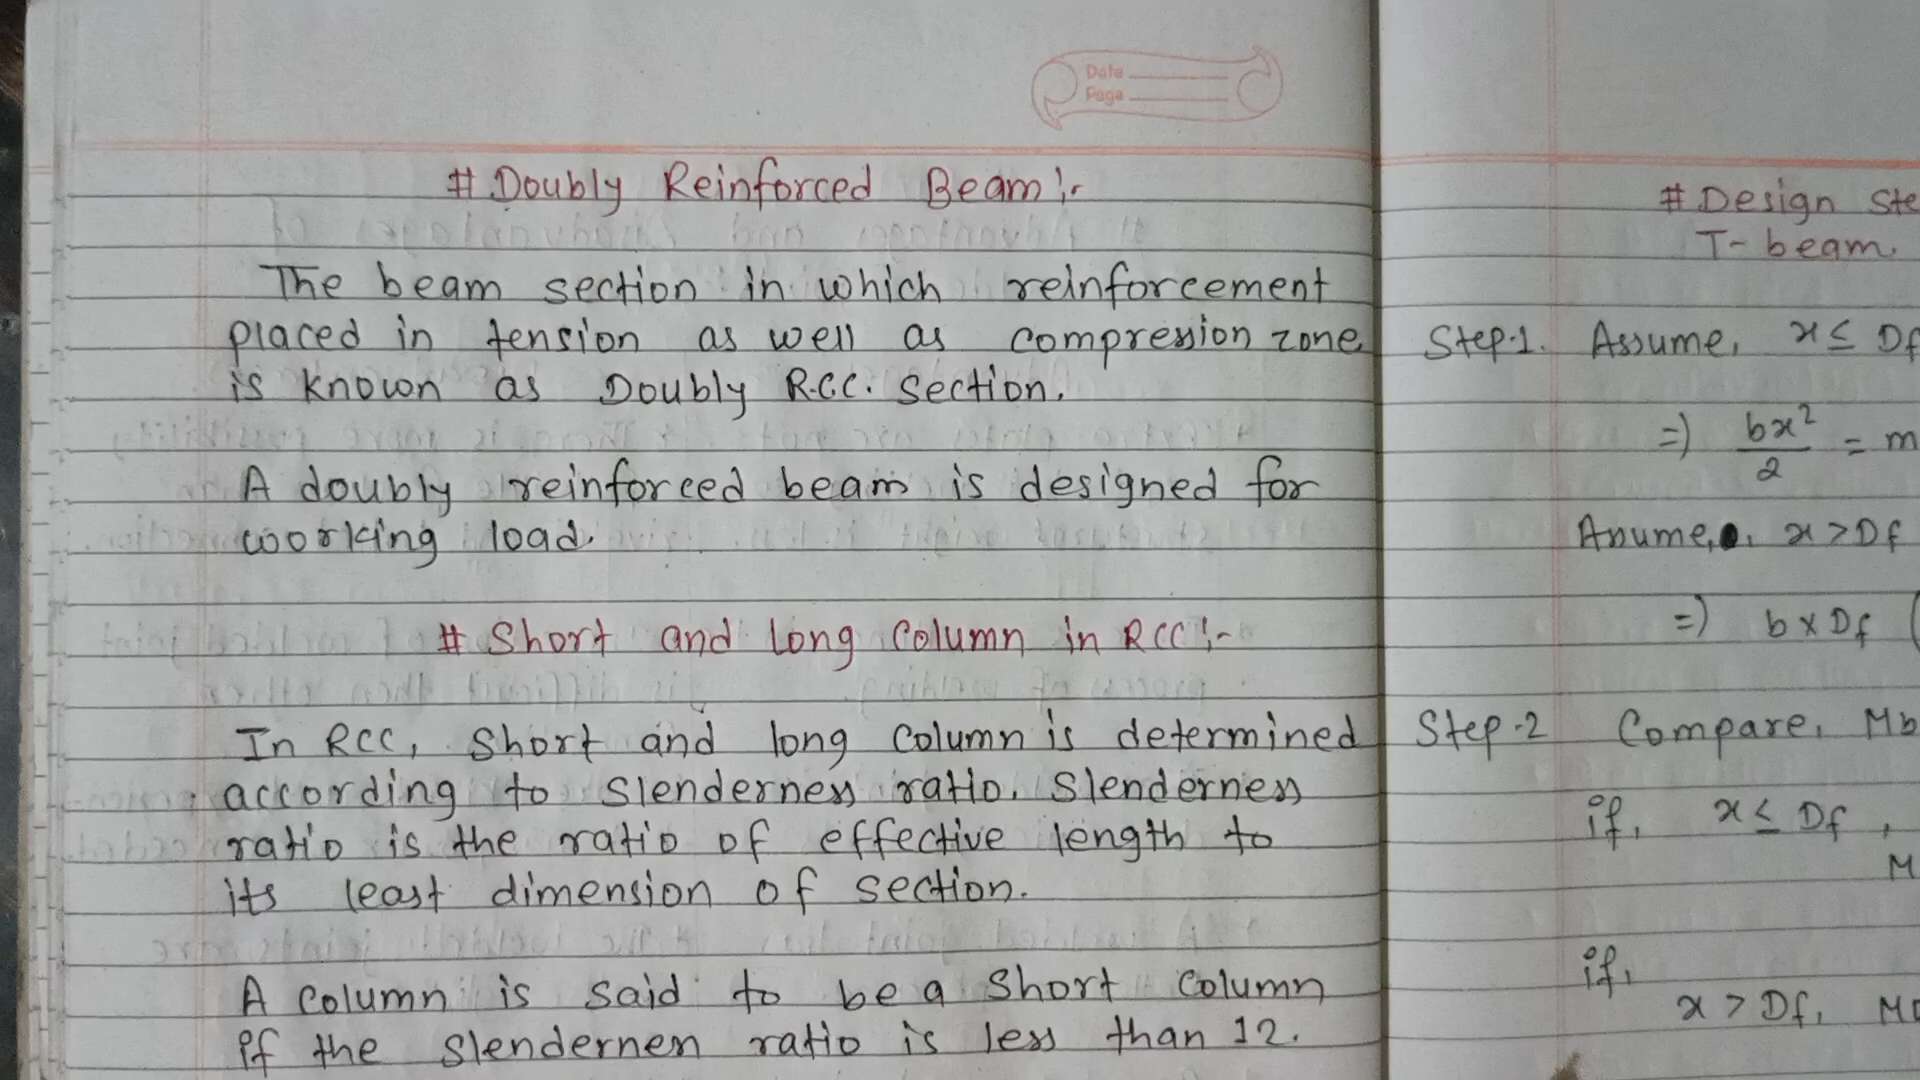 Date
Page
# Doubly Reinforced Beam :-
The beam section in which reinforcement
placed in tension as well as compression zone
is known as Doubly R.C.C. section.
A doubly reinforced beam is designed for
working load.
# Short and long column in RCC :-
In RCC, short and long column is determined
according to slenderness ratio. Slenderness
ratio is the ratio of effective length to
its least dimension of section.
A column is said to be a short column
if the slenderness ratio is less than 12.
# Design Ste
T- beam.
Step-1. Assume, x ≤ Df
=) bx²/2 = m
Assume, x > Df
=) b x Df (
Step-2 Compare, Mb
if, x ≤ Df ,
M
if,
x > Df,